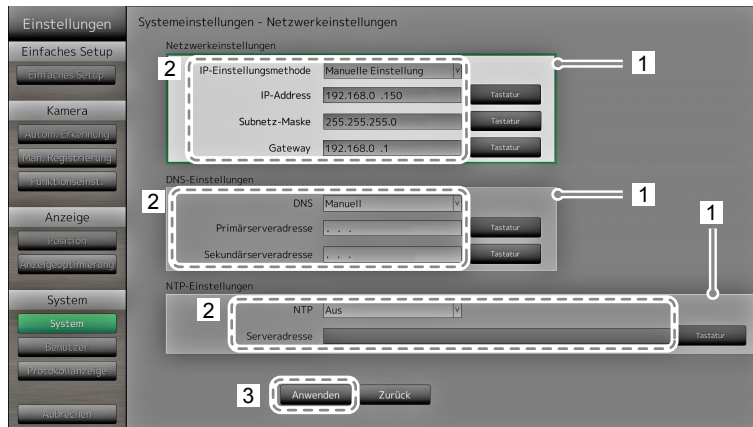 Einstellungen
Einfaches Setup
Einfaches Setup
Kamera
Autom. Erkennung
Man. Registrierung
Funktionseinst.
Anzeige
Position
Anzeigeoptimierung
System
System
Benutzer
Protokollanzeige
Abbrechen
Systemeinstellungen - Netzwerkeinstellungen
Netzwerkeinstellungen
2
IP-Einstellungsmethode Manuelle Einstellung V
1
IP-Address 192.168.0 .150 Tastatur
Subnetz-Maske 255.255.255.0 Tastatur
Gateway 192.168.0 .1 Tastatur
DNS-Einstellungen
2
DNS Manuell V
1
Primärserveradresse . . . Tastatur
Sekundärserveradresse . . . Tastatur
1
NTP-Einstellungen
2
NTP Aus V
Serveradresse Tastatur
3
Anwenden Zurück